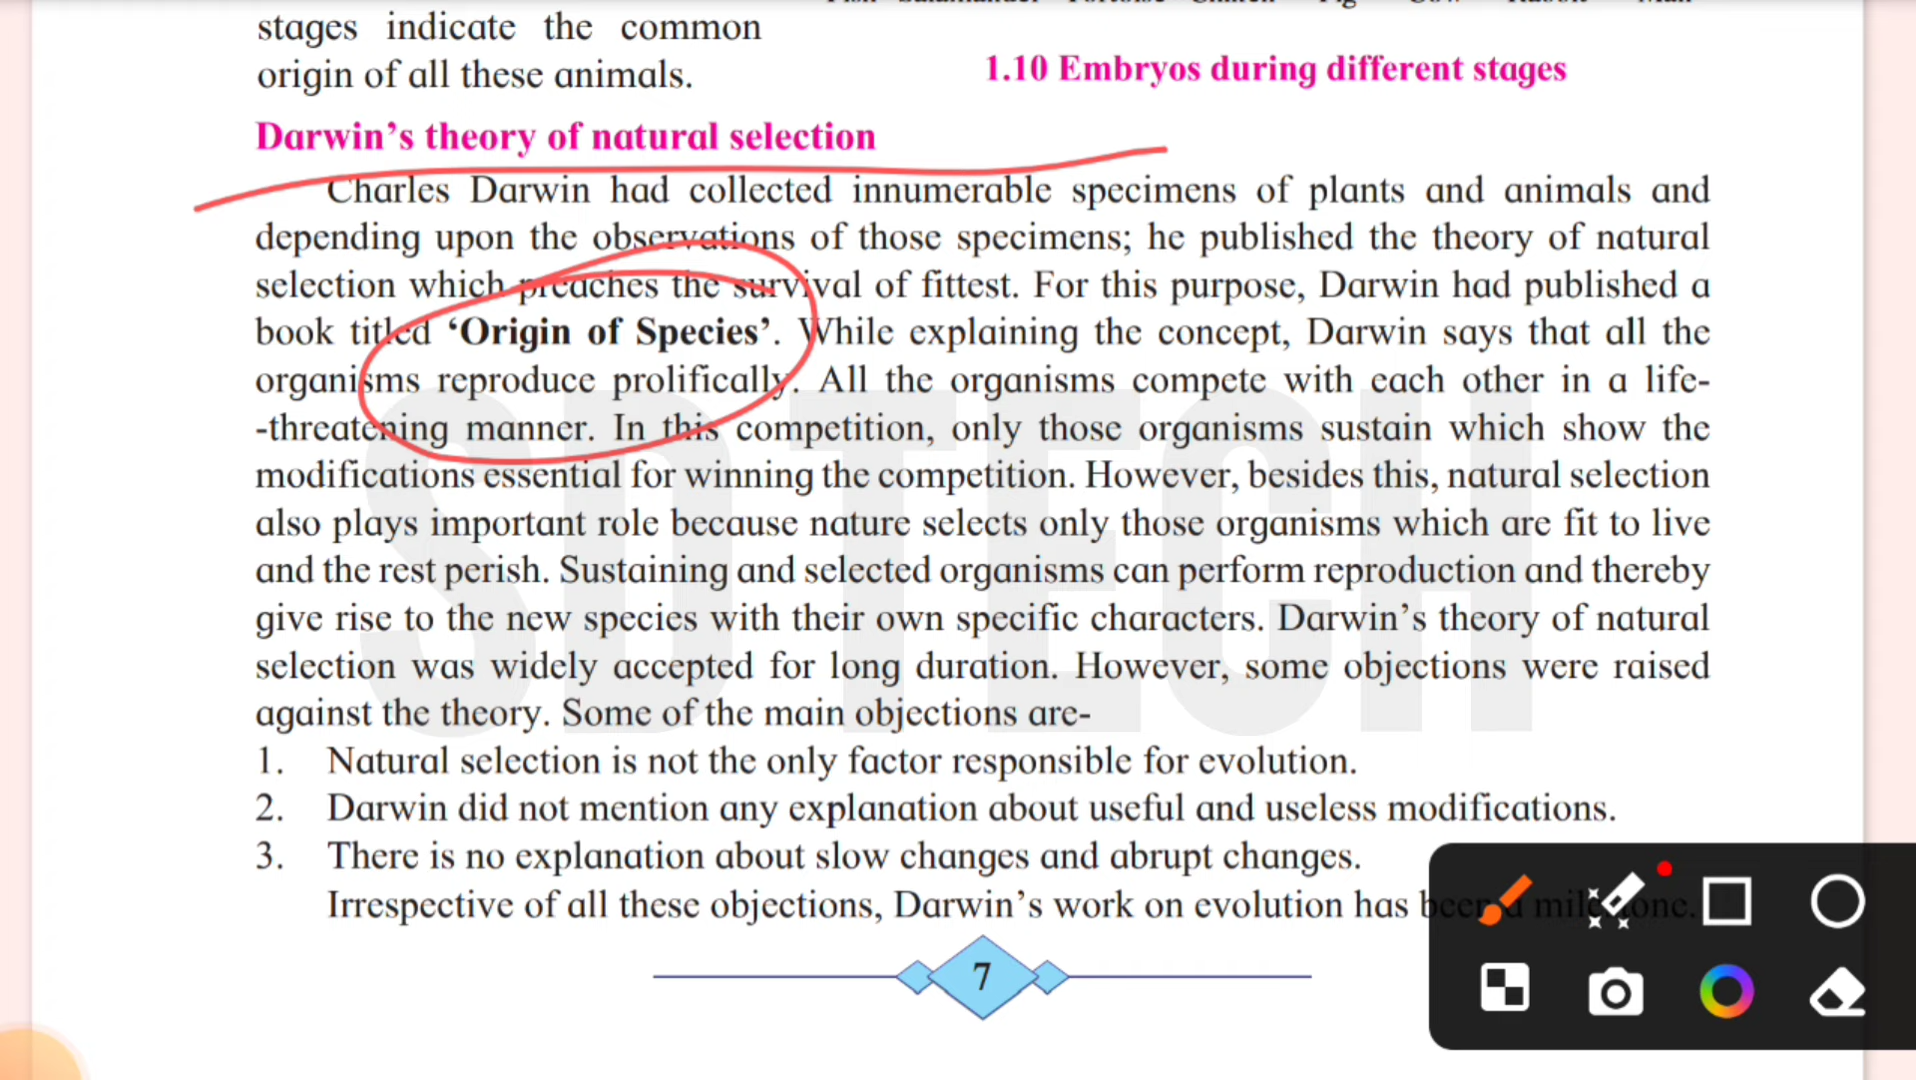 stages indicate the common
origin of all these animals.
1.10 Embryos during different stages
Darwin’s theory of natural selection
Charles Darwin had collected innumerable specimens of plants and animals and
depending upon the observations of those specimens; he published the theory of natural
selection which preaches the survival of fittest. For this purpose, Darwin had published a
book titled ‘Origin of Species’. While explaining the concept, Darwin says that all the
organisms reproduce prolifically. All the organisms compete with each other in a life-
-threatening manner. In this competition, only those organisms sustain which show the
modifications essential for winning the competition. However, besides this, natural selection
also plays important role because nature selects only those organisms which are fit to live
and the rest perish. Sustaining and selected organisms can perform reproduction and thereby
give rise to the new species with their own specific characters. Darwin’s theory of natural
selection was widely accepted for long duration. However, some objections were raised
against the theory. Some of the main objections are-
1. Natural selection is not the only factor responsible for evolution.
2. Darwin did not mention any explanation about useful and useless modifications.
3. There is no explanation about slow changes and abrupt changes.
Irrespective of all these objections, Darwin’s work on evolution has been a milestone.
7
SD TECH